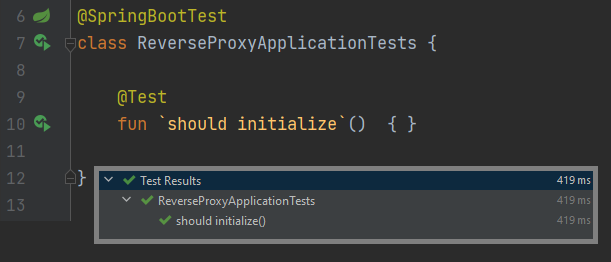 6 @SpringBootTest
7 class ReverseProxyApplicationTests {
8
9 @Test
10 fun `should initialize`() { }
11
12 }
13
Test Results 419 ms
ReverseProxyApplicationTests 419 ms
should initialize() 419 ms